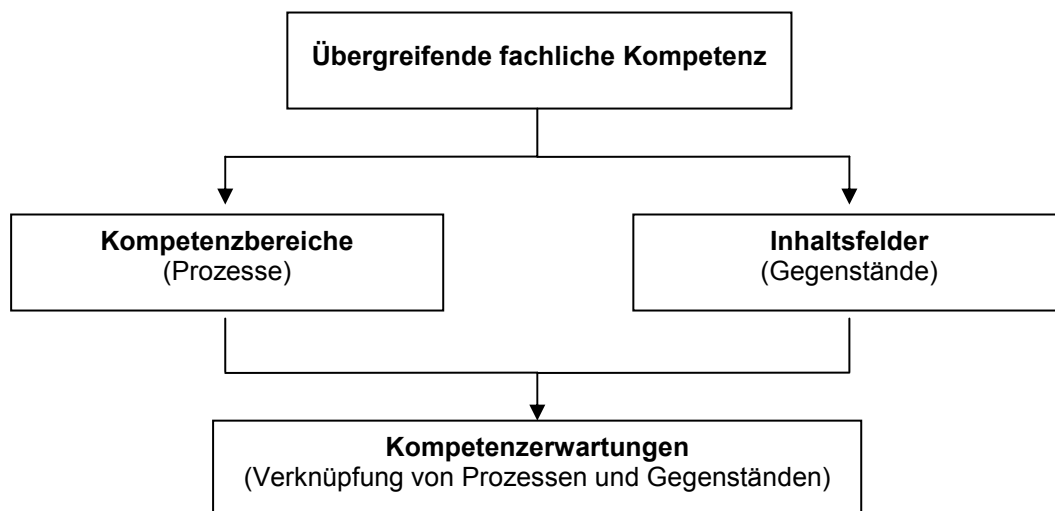 Übergreifende fachliche Kompetenz
Kompetenzbereiche
(Prozesse)
Inhaltsfelder
(Gegenstände)
Kompetenzerwartungen
(Verknüpfung von Prozessen und Gegenständen)